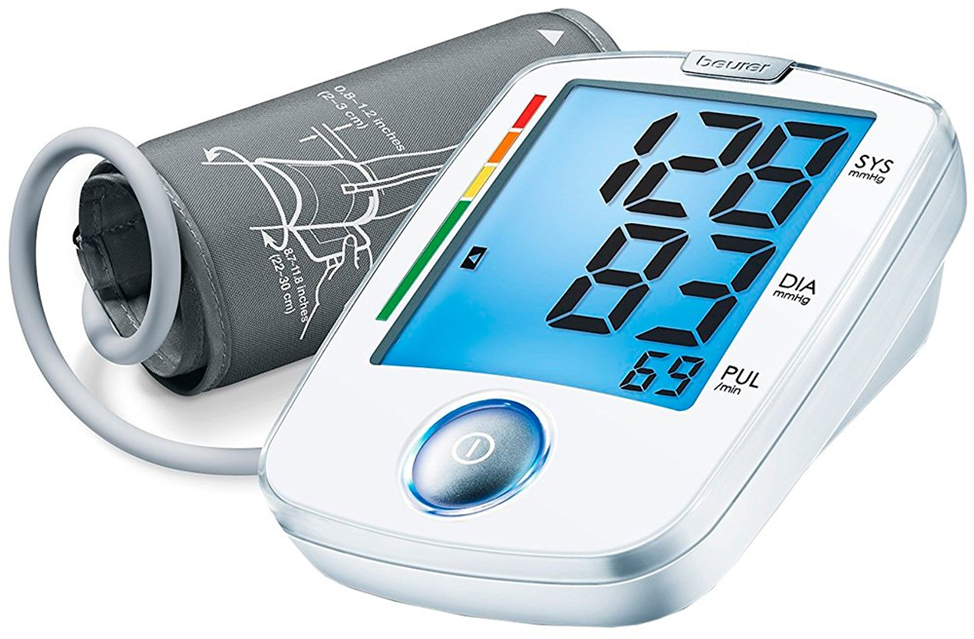 beurer
0.8-1.2 inches
(2-3 cm)
8.7-11.8 inches
(22-30 cm)
128
SYS
mmHg
83
DIA
mmHg
69
PUL
/min